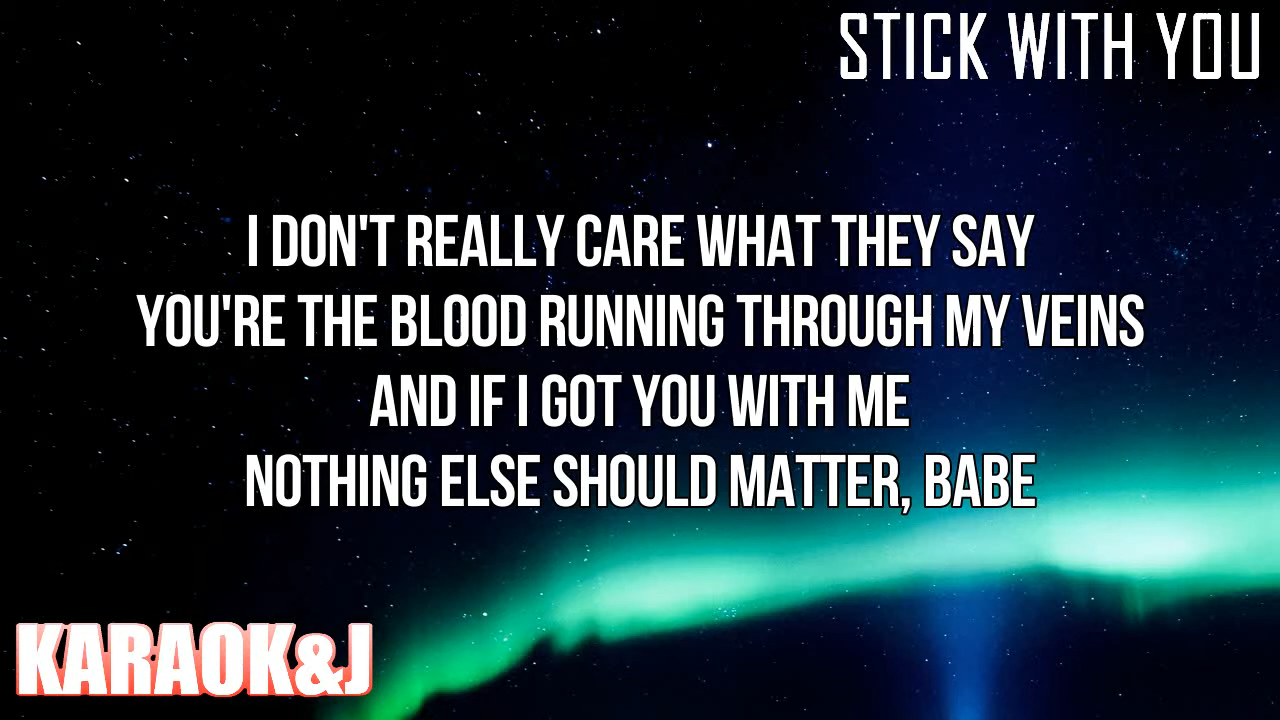 STICK WITH YOU
I DON'T REALLY CARE WHAT THEY SAY
YOU'RE THE BLOOD RUNNING THROUGH MY VEINS
AND IF I GOT YOU WITH ME
NOTHING ELSE SHOULD MATTER, BABE
KARAOK&J